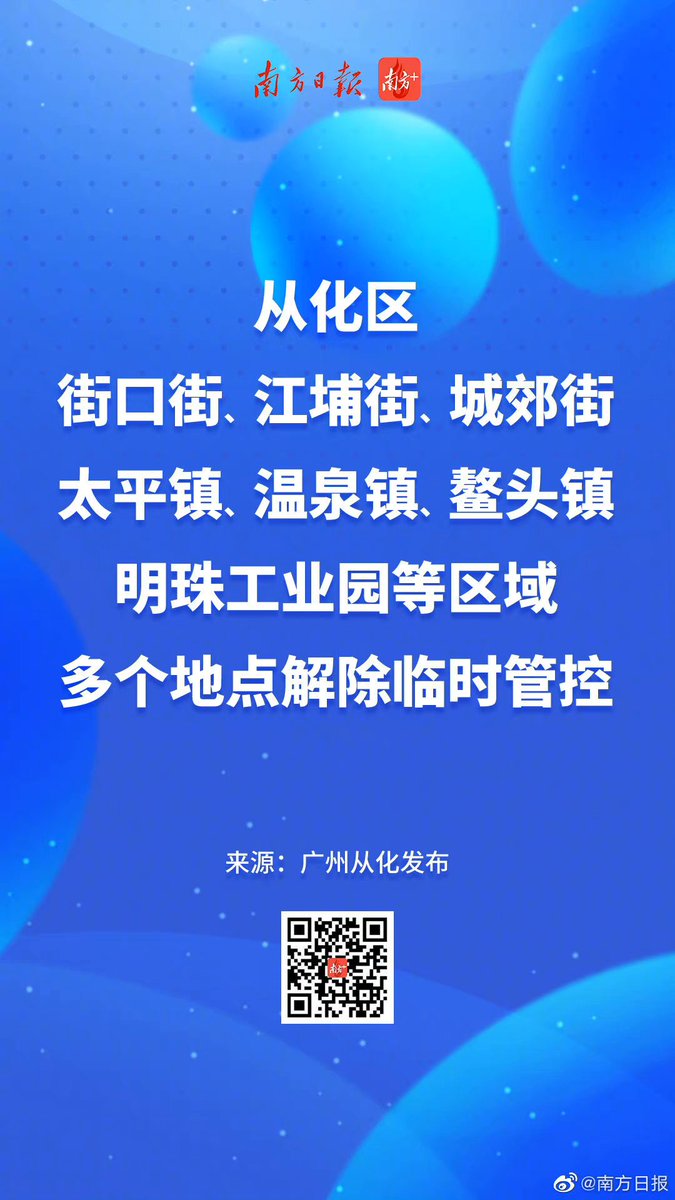 南方日报 南方+
从化区
街口街、江埔街、城郊街
太平镇、温泉镇、鳌头镇
明珠工业园等区域
多个地点解除临时管控
来源：广州从化发布
南方+
@南方日报